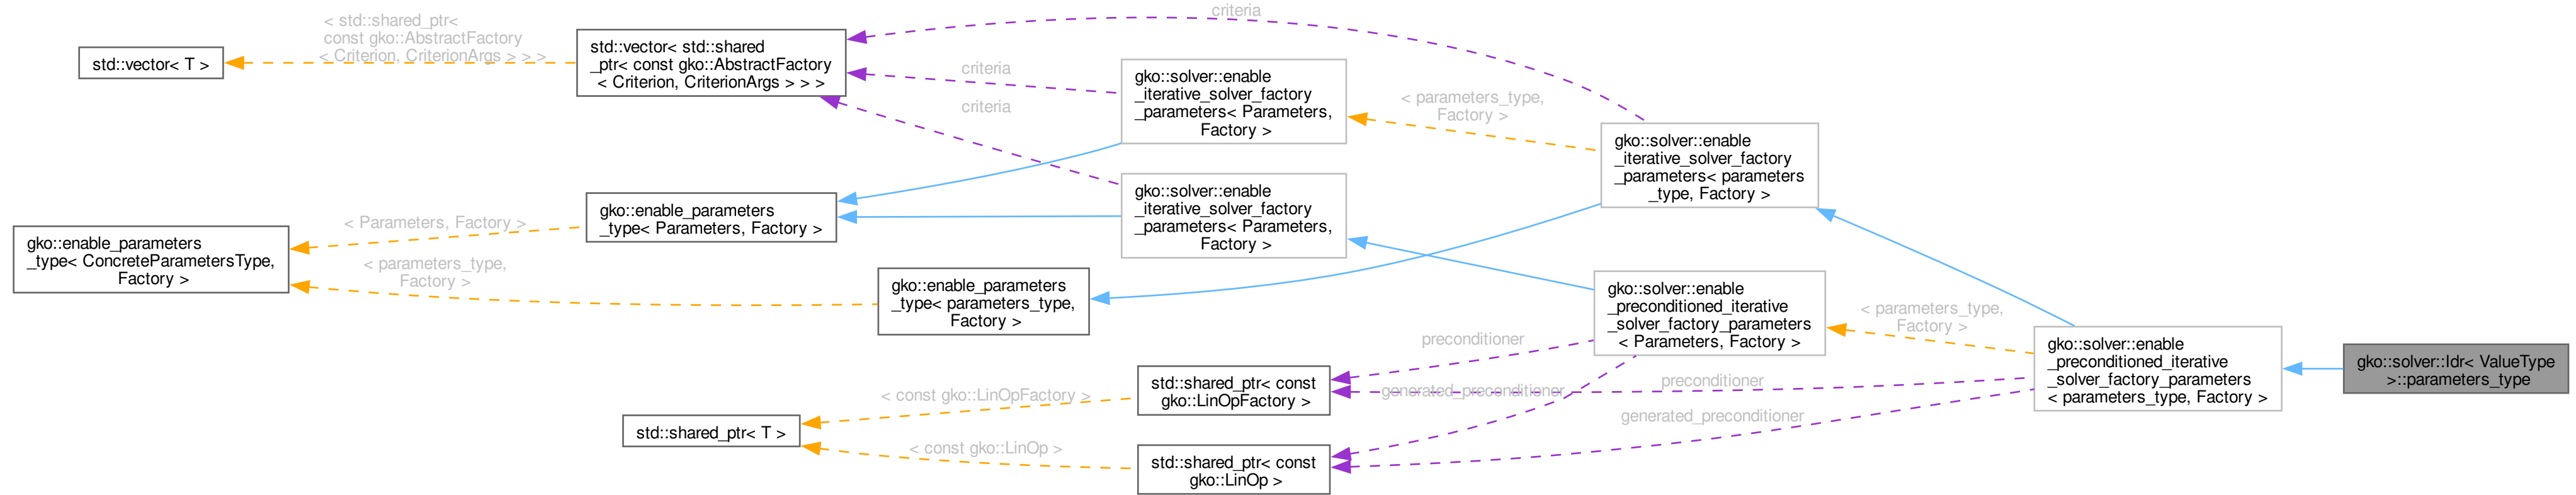 std::vector< T >
< std::shared_ptr<
const gko::AbstractFactory
< Criterion, CriterionArgs > > >
std::vector< std::shared
_ptr< const gko::AbstractFactory
< Criterion, CriterionArgs > > >
criteria
criteria
criteria
gko::solver::enable
_iterative_solver_factory
_parameters< Parameters,
Factory >
< parameters_type,
Factory >
gko::solver::enable
_iterative_solver_factory
_parameters< parameters
_type, Factory >
gko::solver::enable
_iterative_solver_factory
_parameters< Parameters,
Factory >
gko::enable_parameters
_type< Parameters, Factory >
< Parameters, Factory >
gko::enable_parameters
_type< ConcreteParametersType,
Factory >
< parameters_type,
Factory >
gko::enable_parameters
_type< parameters_type,
Factory >
gko::solver::enable
_preconditioned_iterative
_solver_factory_parameters
< Parameters, Factory >
< parameters_type,
Factory >
gko::solver::enable
_preconditioned_iterative
_solver_factory_parameters
< parameters_type, Factory >
gko::solver::Idr< ValueType
>::parameters_type
preconditioner
preconditioner
generated_preconditioner
generated_preconditioner
std::shared_ptr< const
gko::LinOpFactory >
< const gko::LinOpFactory >
std::shared_ptr< T >
< const gko::LinOp >
std::shared_ptr< const
gko::LinOp >